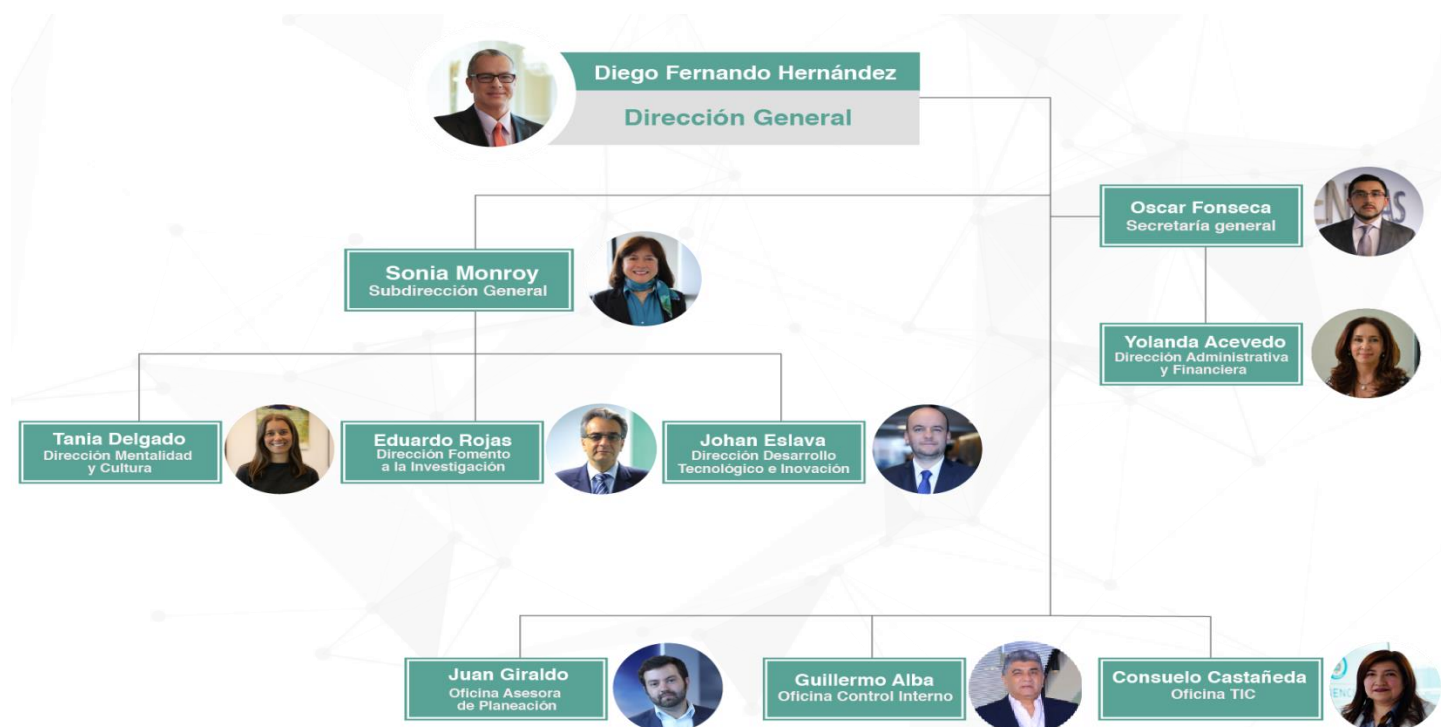 Diego Fernando Hernández
Dirección General
Oscar Fonseca
Secretaría general
Sonia Monroy
Subdirección General
Yolanda Acevedo
Dirección Administrativa
y Financiera
Tania Delgado
Dirección Mentalidad
y Cultura
Eduardo Rojas
Dirección Fomento
a la Investigación
Johan Eslava
Dirección Desarrollo
Tecnológico e Inovación
Juan Giraldo
Oficina Asesora
de Planeación
Guillermo Alba
Oficina Control Interno
Consuelo Castañeda
Oficina TIC